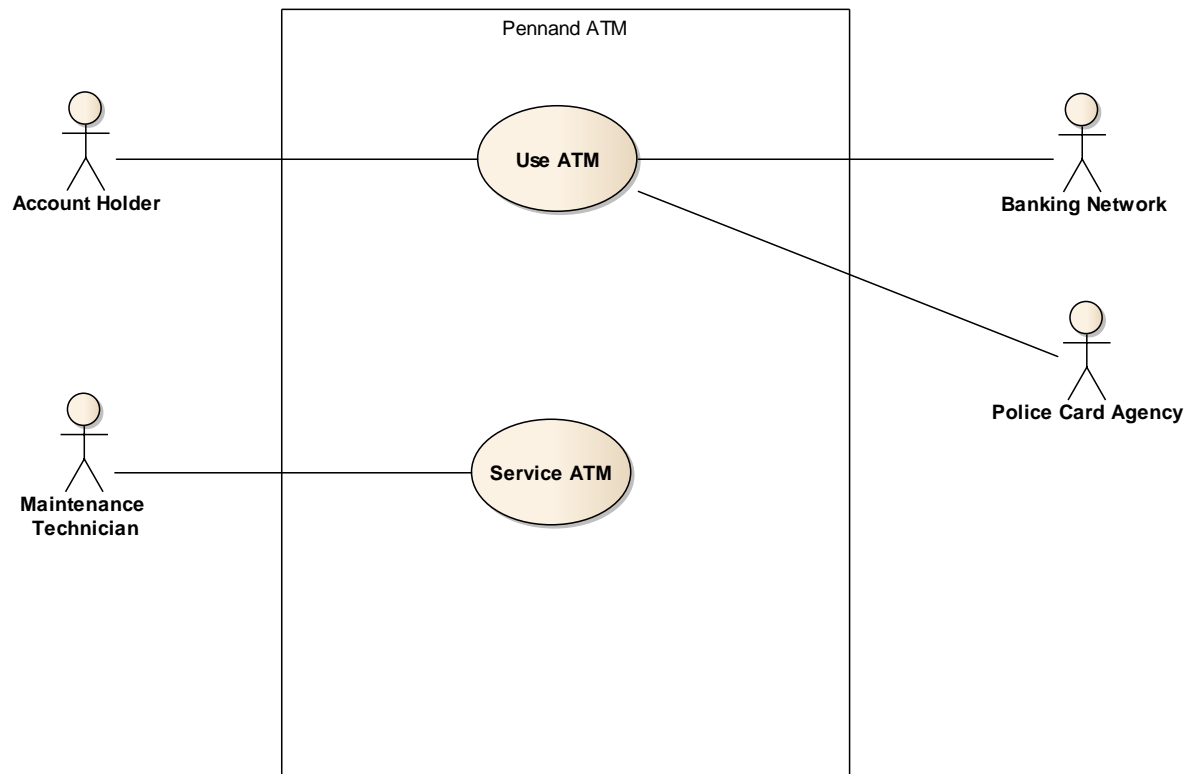 Pennand ATM
Use ATM
Account Holder
Banking Network
Police Card Agency
Service ATM
Maintenance
Technician